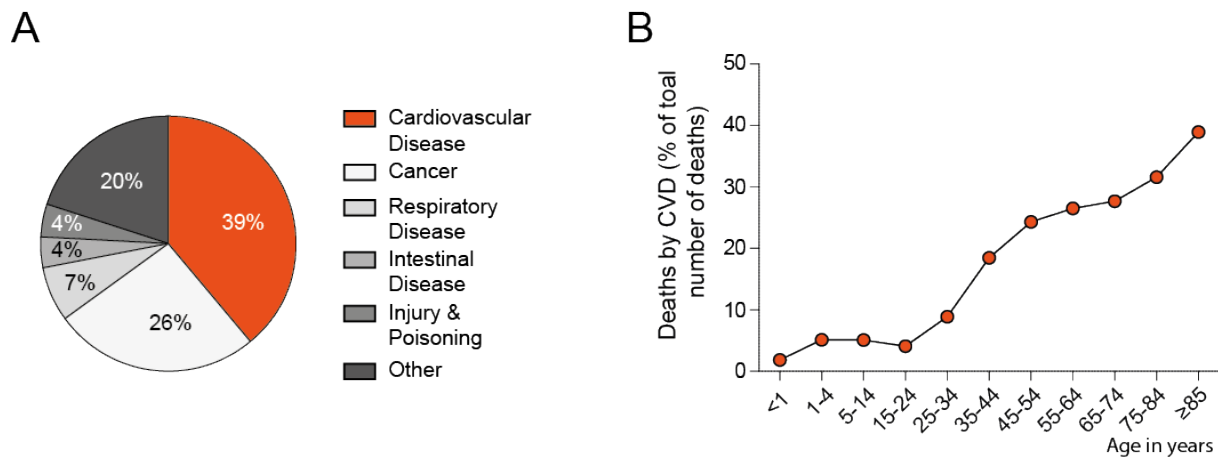 A
39%
26%
7%
4%
4%
20%
Cardiovascular
Disease
Cancer
Respiratory
Disease
Intestinal
Disease
Injury &
Poisoning
Other
B
Deaths by CVD (% of toal
number of deaths)
50
40
30
20
10
0
<1
1-4
5-14
15-24
25-34
35-44
45-54
55-64
65-74
75-84
≥85
Age in years